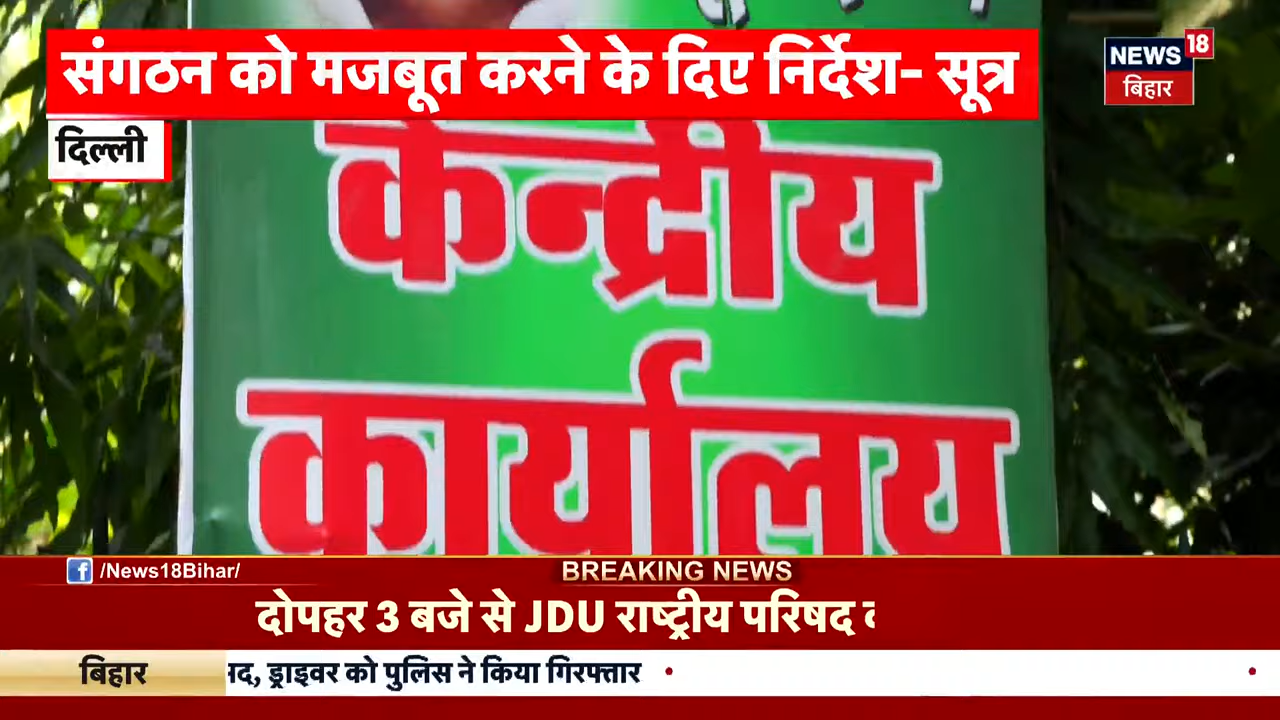 संगठन को मजबूत करने के दिए निर्देश- सूत्र
NEWS 18
बिहार
दिल्ली
केन्द्रीय
कार्यालय
/News18Bihar/
BREAKING NEWS
दोपहर 3 बजे से JDU राष्ट्रीय परिषद
बिहार
ड्राइवर को पुलिस ने किया गिरफ्तार